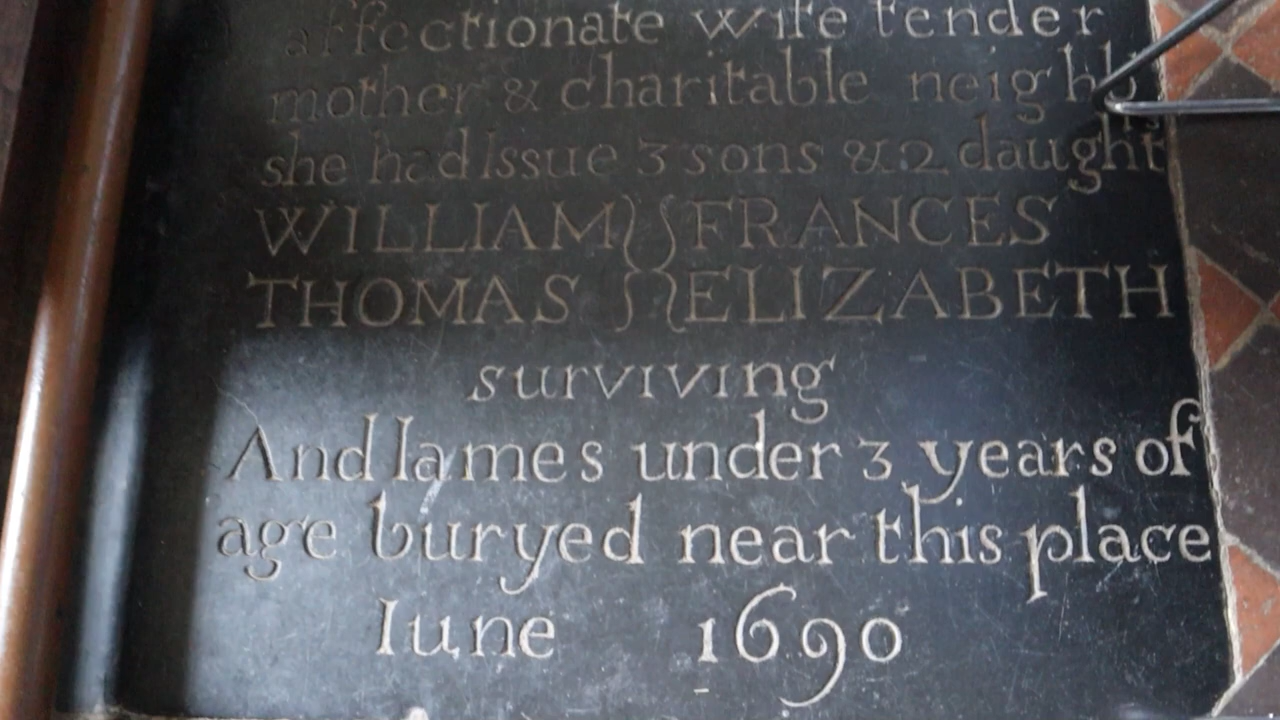 affectionate wife tender
mother & charitable neighb
she had Issue 3 sons & 2 daught
WILLIAM FRANCES
THOMAS ELIZABETH
surviving
And Iames under 3 years of
age buryed near this place
Iune 1690